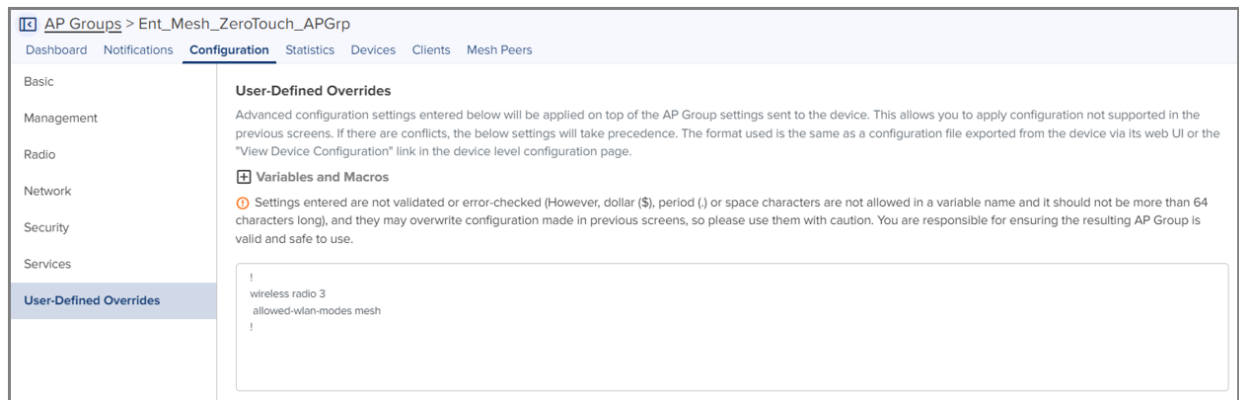 AP Groups > Ent_Mesh_ZeroTouch_APGrp
Dashboard Notifications Configuration Statistics Devices Clients Mesh Peers
Basic
Management
Radio
Network
Security
Services
User-Defined Overrides
User-Defined Overrides
Advanced configuration settings entered below will be applied on top of the AP Group settings sent to the device. This allows you to apply configuration not supported in the
previous screens. If there are conflicts, the below settings will take precedence. The format used is the same as a configuration file exported from the device via its web UI or the
"View Device Configuration" link in the device level configuration page.
Variables and Macros
Settings entered are not validated or error-checked (However, dollar ($), period (.) or space characters are not allowed in a variable name and it should not be more than 64
characters long), and they may overwrite configuration made in previous screens, so please use them with caution. You are responsible for ensuring the resulting AP Group is
valid and safe to use.
!
wireless radio 3
allowed-wlan-modes mesh
!